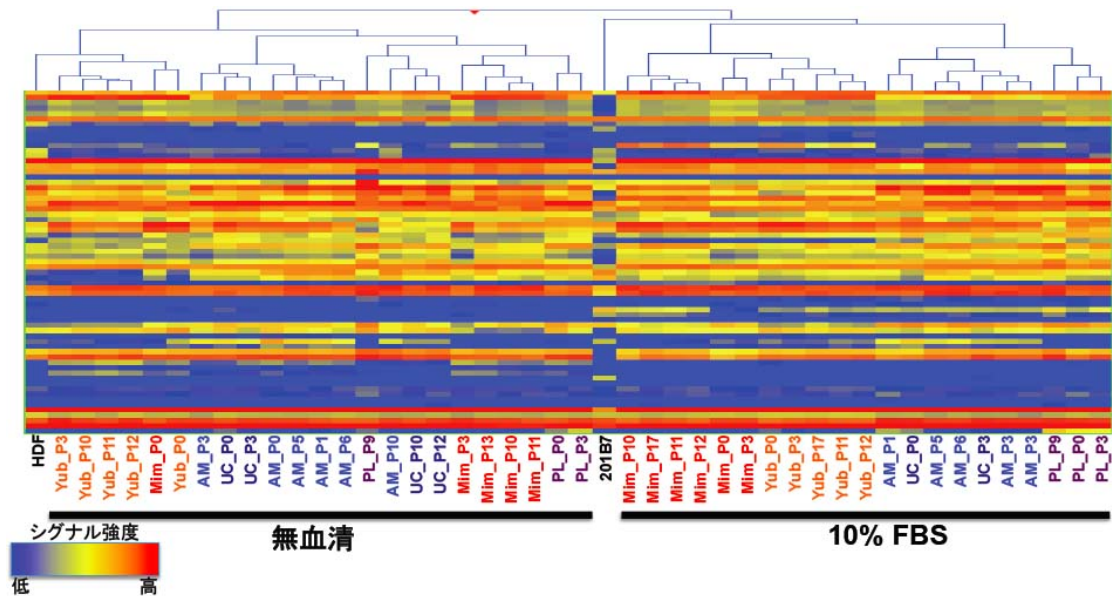 HDF
Yub_P3
Yub_P10
Yub_P11
Yub_P12
Mim_P0
Yub_P0
AM_P3
UC_P0
UC_P3
AM_P0
AM_P5
AM_P1
AM_P6
PL_P9
AM_P10
UC_P10
UC_P12
Mim_P3
Mim_P13
Mim_P10
Mim_P11
PL_P0
PL_P3
201B7
Mim_P10
Mim_P17
Mim_P11
Mim_P12
Mim_P0
Mim_P3
Yub_P0
Yub_P3
Yub_P17
Yub_P11
Yub_P12
AM_P1
UC_P0
AM_P5
AM_P6
UC_P3
AM_P0
AM_P3
PL_P9
PL_P0
PL_P3
無血清
10% FBS
シグナル強度
低
高